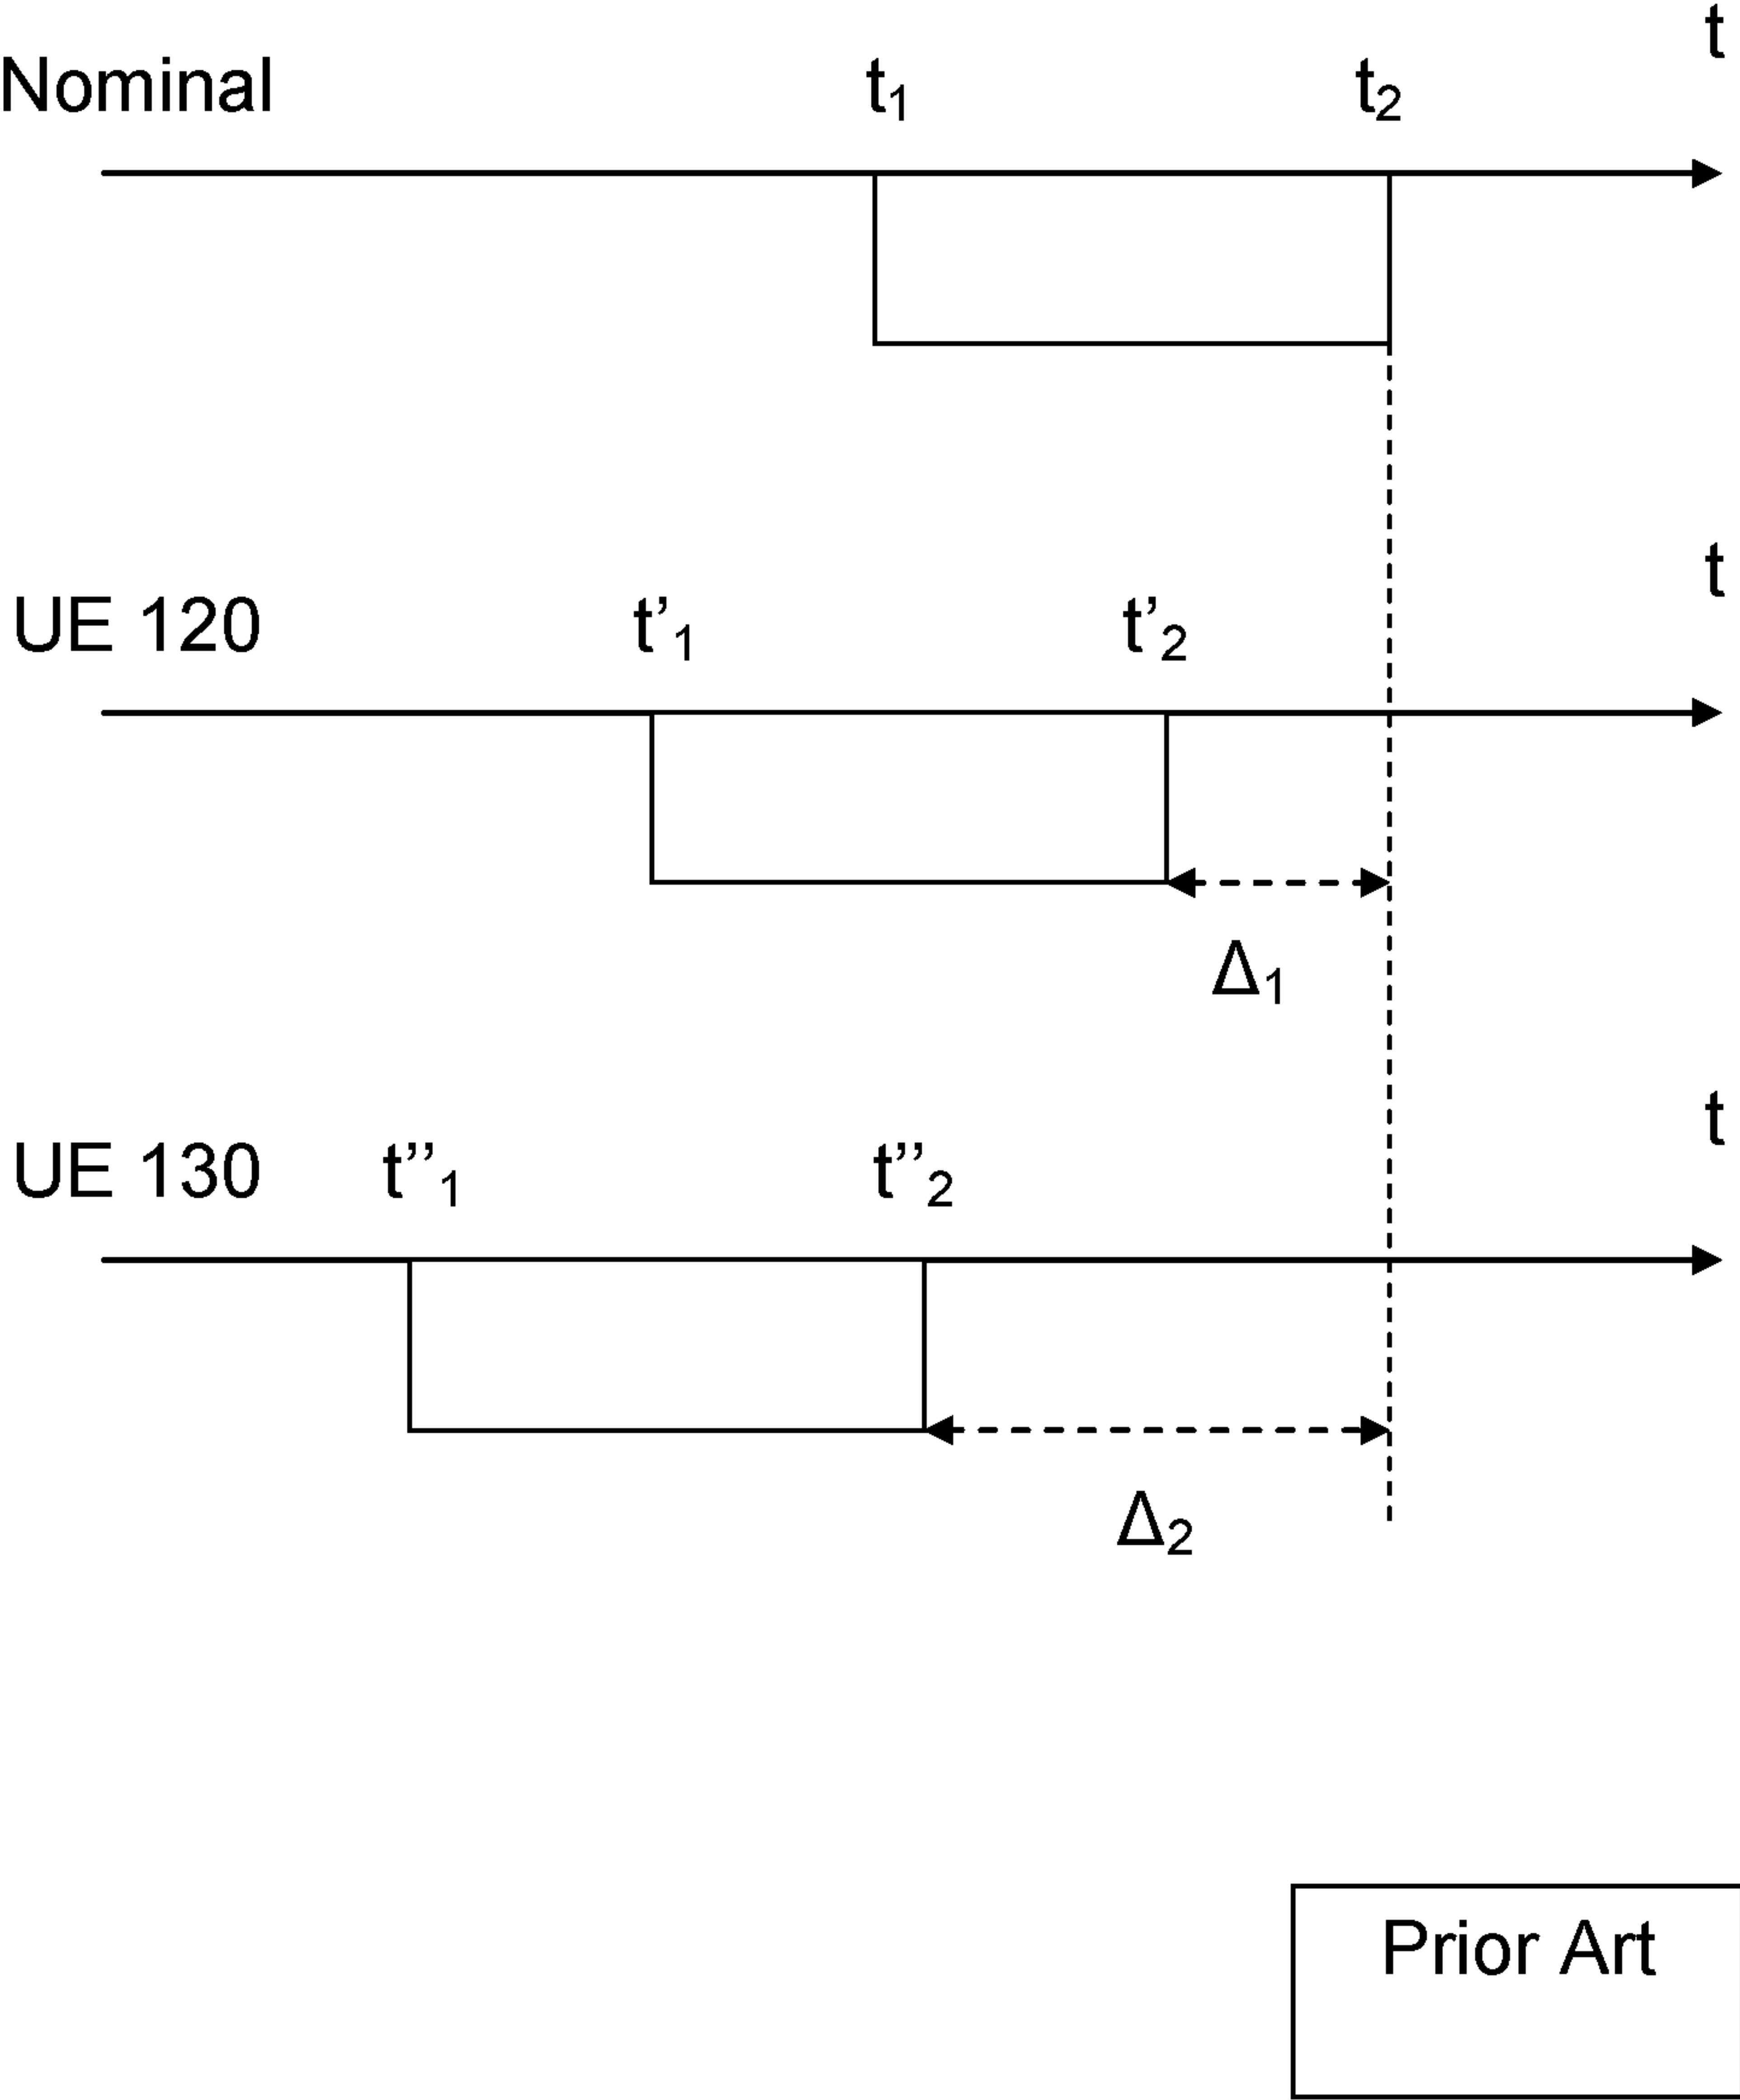 t
Nominal t₁ t₂
t
UE 120 t’₁ t’₂
Δ₁
t
UE 130 t’’₁ t’’₂
Δ₂
Prior Art